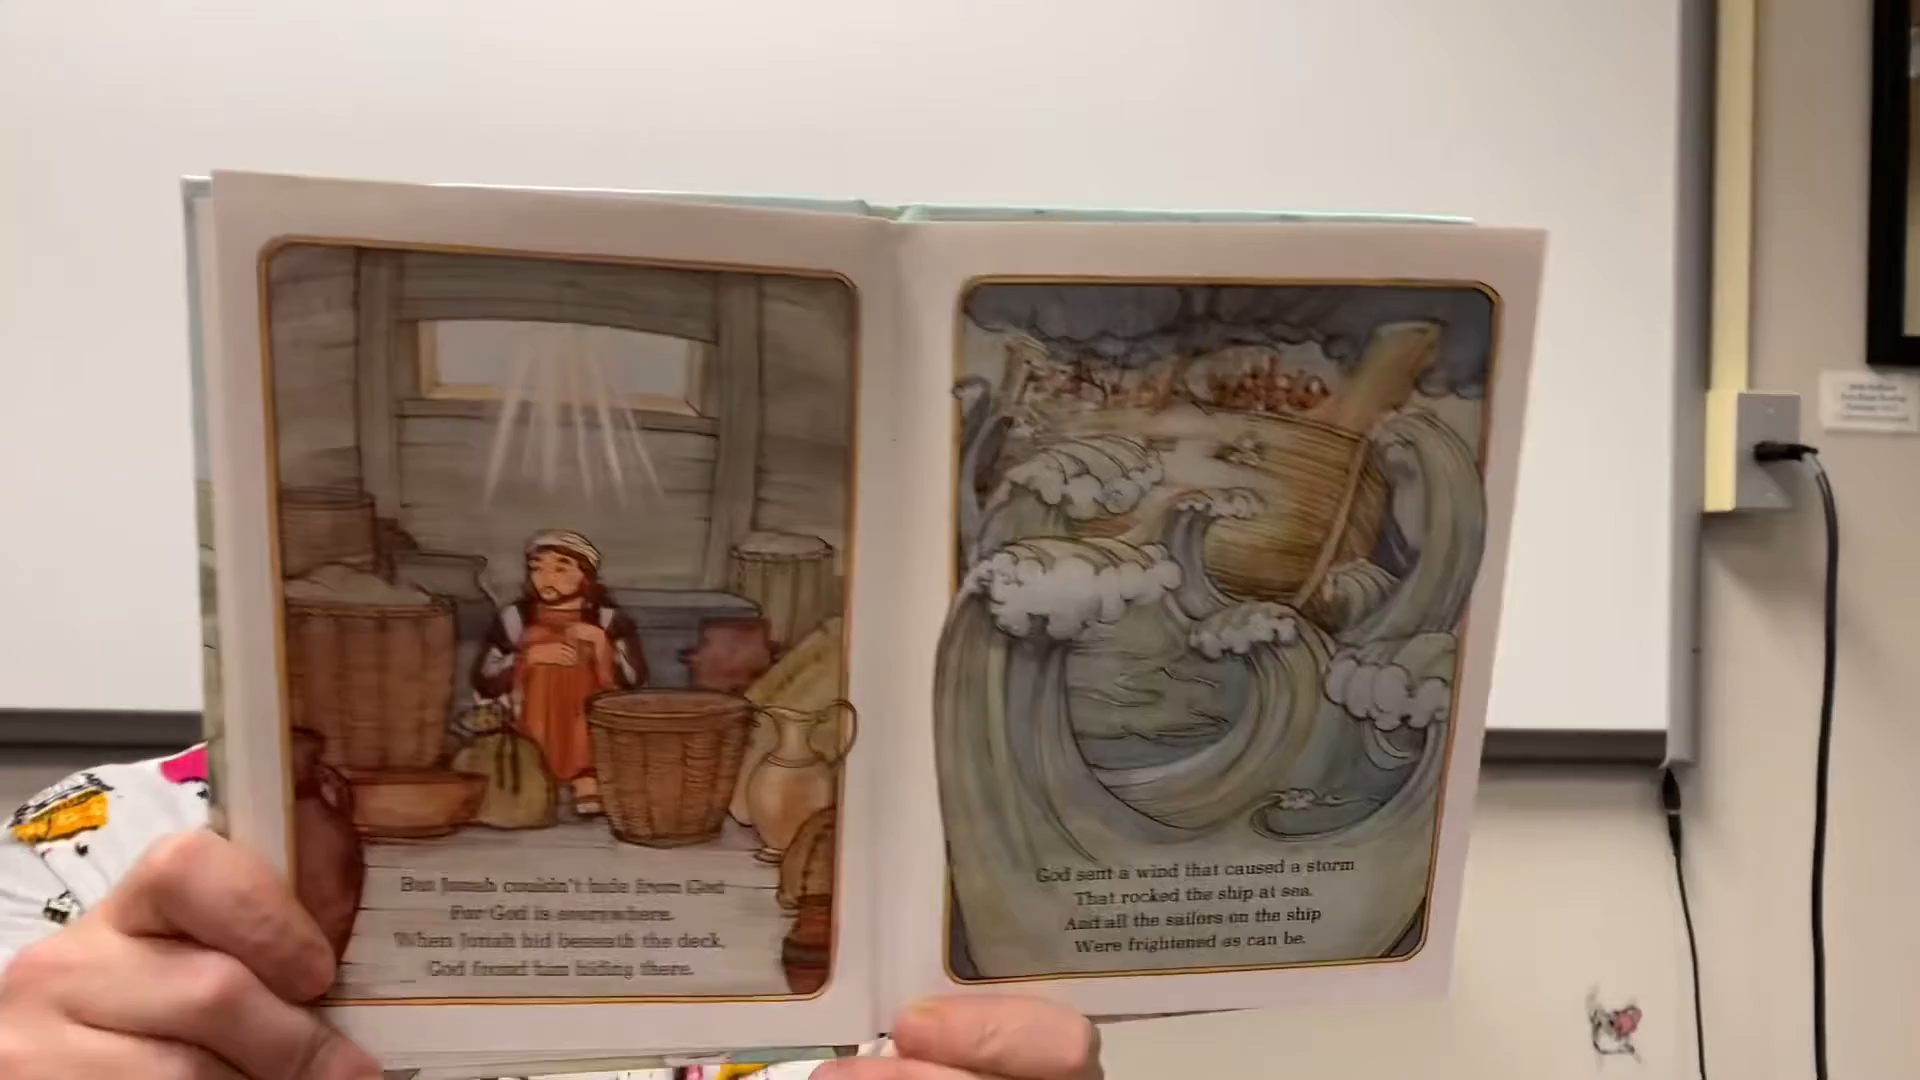 But Jonah couldn't hide from God
For God is everywhere.
When Jonah hid beneath the deck,
God found him hiding there.
God sent a wind that caused a storm
That rocked the ship at sea.
And all the sailors on the ship
Were frightened as can be.